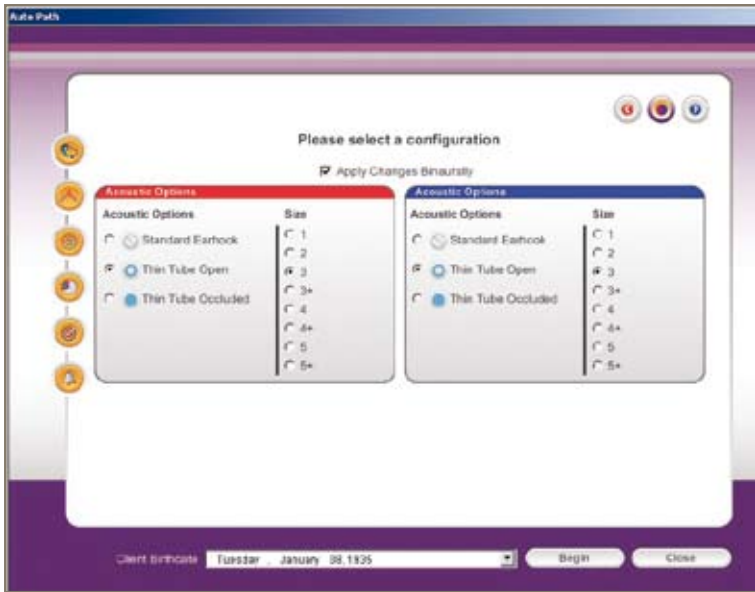 Auto Path
Please select a configuration
Apply Changes Binaurally
Acoustic Options
Acoustic Options
Size
Standard Earhook
Thin Tube Open
Thin Tube Occluded
1
2
3
3+
4
4+
5
5+
Acoustic Options
Acoustic Options
Size
Standard Earhook
Thin Tube Open
Thin Tube Occluded
1
2
3
3+
4
4+
5
5+
Client Birthdate
Tuesday , January 08,1935
Begin
Close